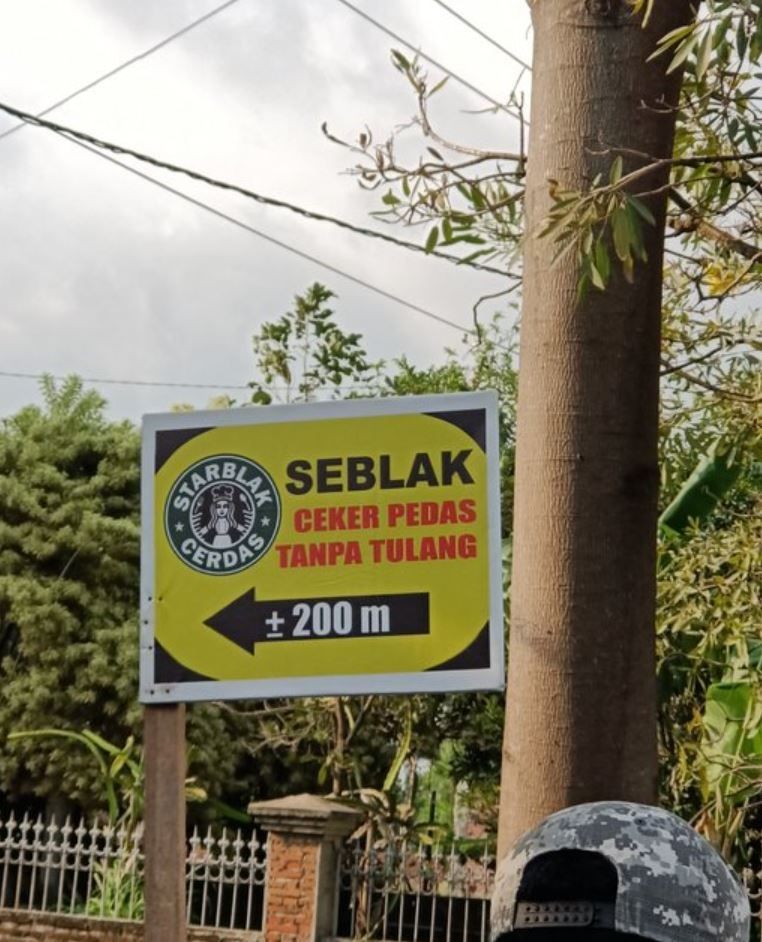 STARBLAK
CERDAS
SEBLAK
CEKER PEDAS
TANPA TULANG
± 200 m